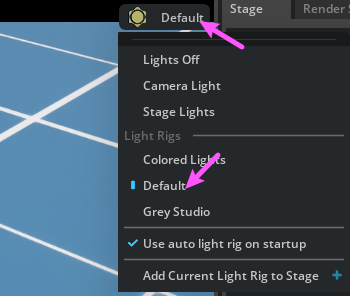 Default
Stage
Render S
Lights Off
Camera Light
Stage Lights
Light Rigs
Colored Lights
Default
Grey Studio
Use auto light rig on startup
Add Current Light Rig to Stage +